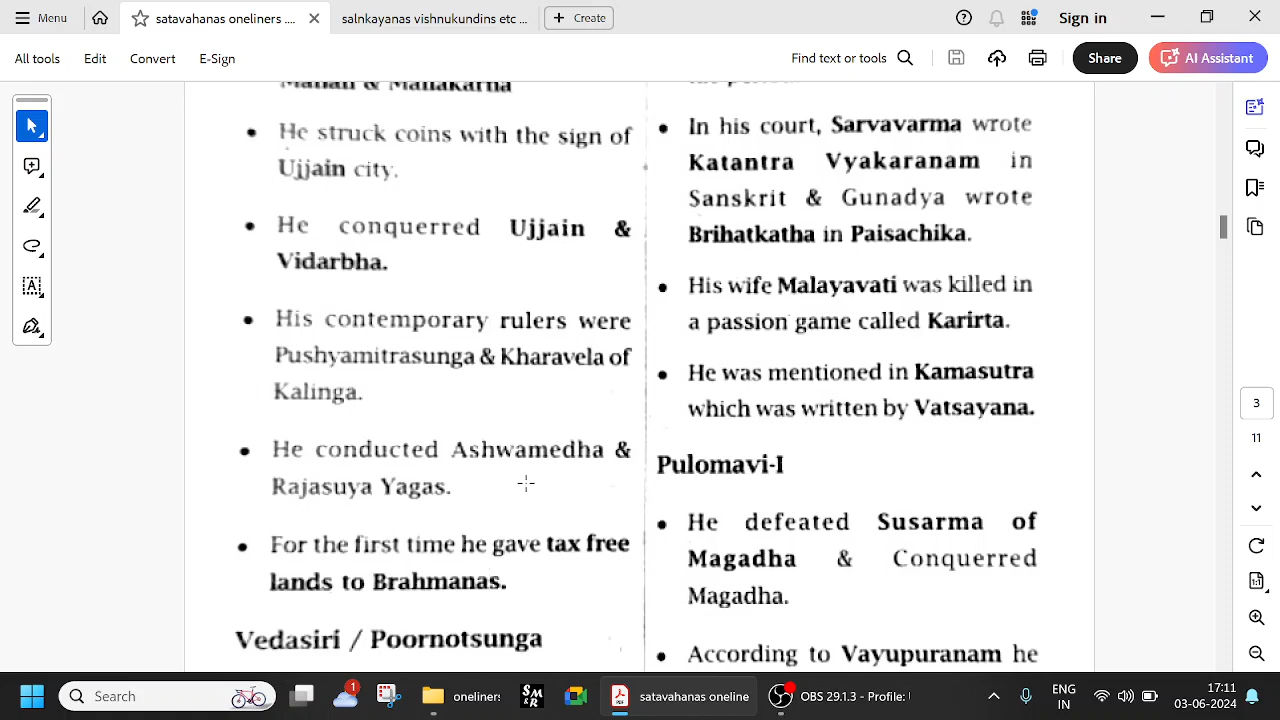 Menu
satavahanas oneliners ....
salnkayanas vishnukundins etc ...
Create
Sign in
All tools
Edit
Convert
E-Sign
Find text or tools
Share
AI Assistant
& Mahakarna
He struck coins with the sign of
Ujjain city.
He conquerred Ujjain &
Vidarbha.
His contemporary rulers were
Pushyamitrasunga & Kharavela of
Kalinga.
He conducted Ashwamedha &
Rajasuya Yagas.
For the first time he gave tax free
lands to Brahmanas.
Vedasiri / Poornotsunga
In his court, Sarvavarma wrote
Katantra Vyakaranam in
Sanskrit & Gunadya wrote
Brihatkatha in Paisachika.
His wife Malayavati was killed in
a passion game called Karirta.
He was mentioned in Kamasutra
which was written by Vatsayana.
Pulomavi-I
He defeated Susarma of
Magadha & Conquerred
Magadha.
According to Vayupuranam he
3
11
1:1
Search
1
oneliners
SMR
satavahanas oneline
OBS 29.1.3 - Profile:
ENG
IN
17:11
03-06-2024